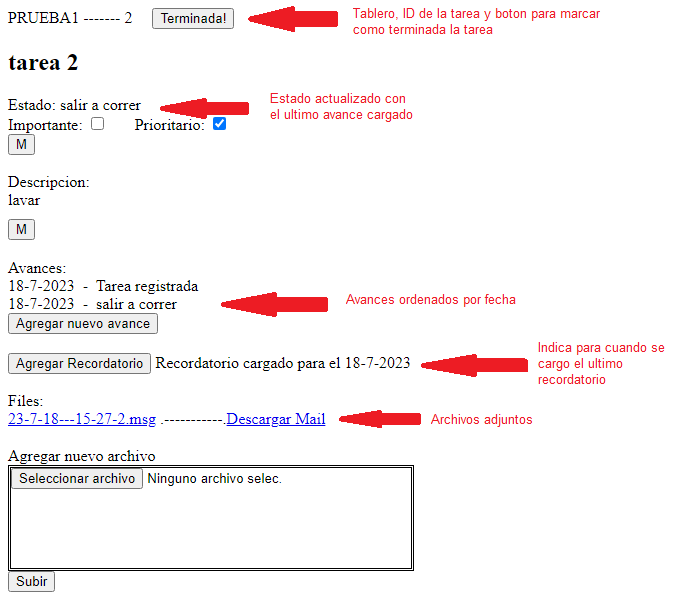 PRUEBA1 ------- 2 Terminada!
Tablero, ID de la tarea y boton para marcar
como terminada la tarea
tarea 2
Estado: salir a correr
Estado actualizado con
el ultimo avance cargado
Importante: Prioritario:
M
Descripcion:
lavar
M
Avances:
18-7-2023 - Tarea registrada
18-7-2023 - salir a correr
Avances ordenados por fecha
Agregar nuevo avance
Agregar Recordatorio Recordatorio cargado para el 18-7-2023
Indica para cuando se
cargo el ultimo
recordatorio
Files:
23-7-18---15-27-2.msg .-----------.Descargar Mail
Archivos adjuntos
Agregar nuevo archivo
Seleccionar archivo Ninguno archivo selec.
Subir